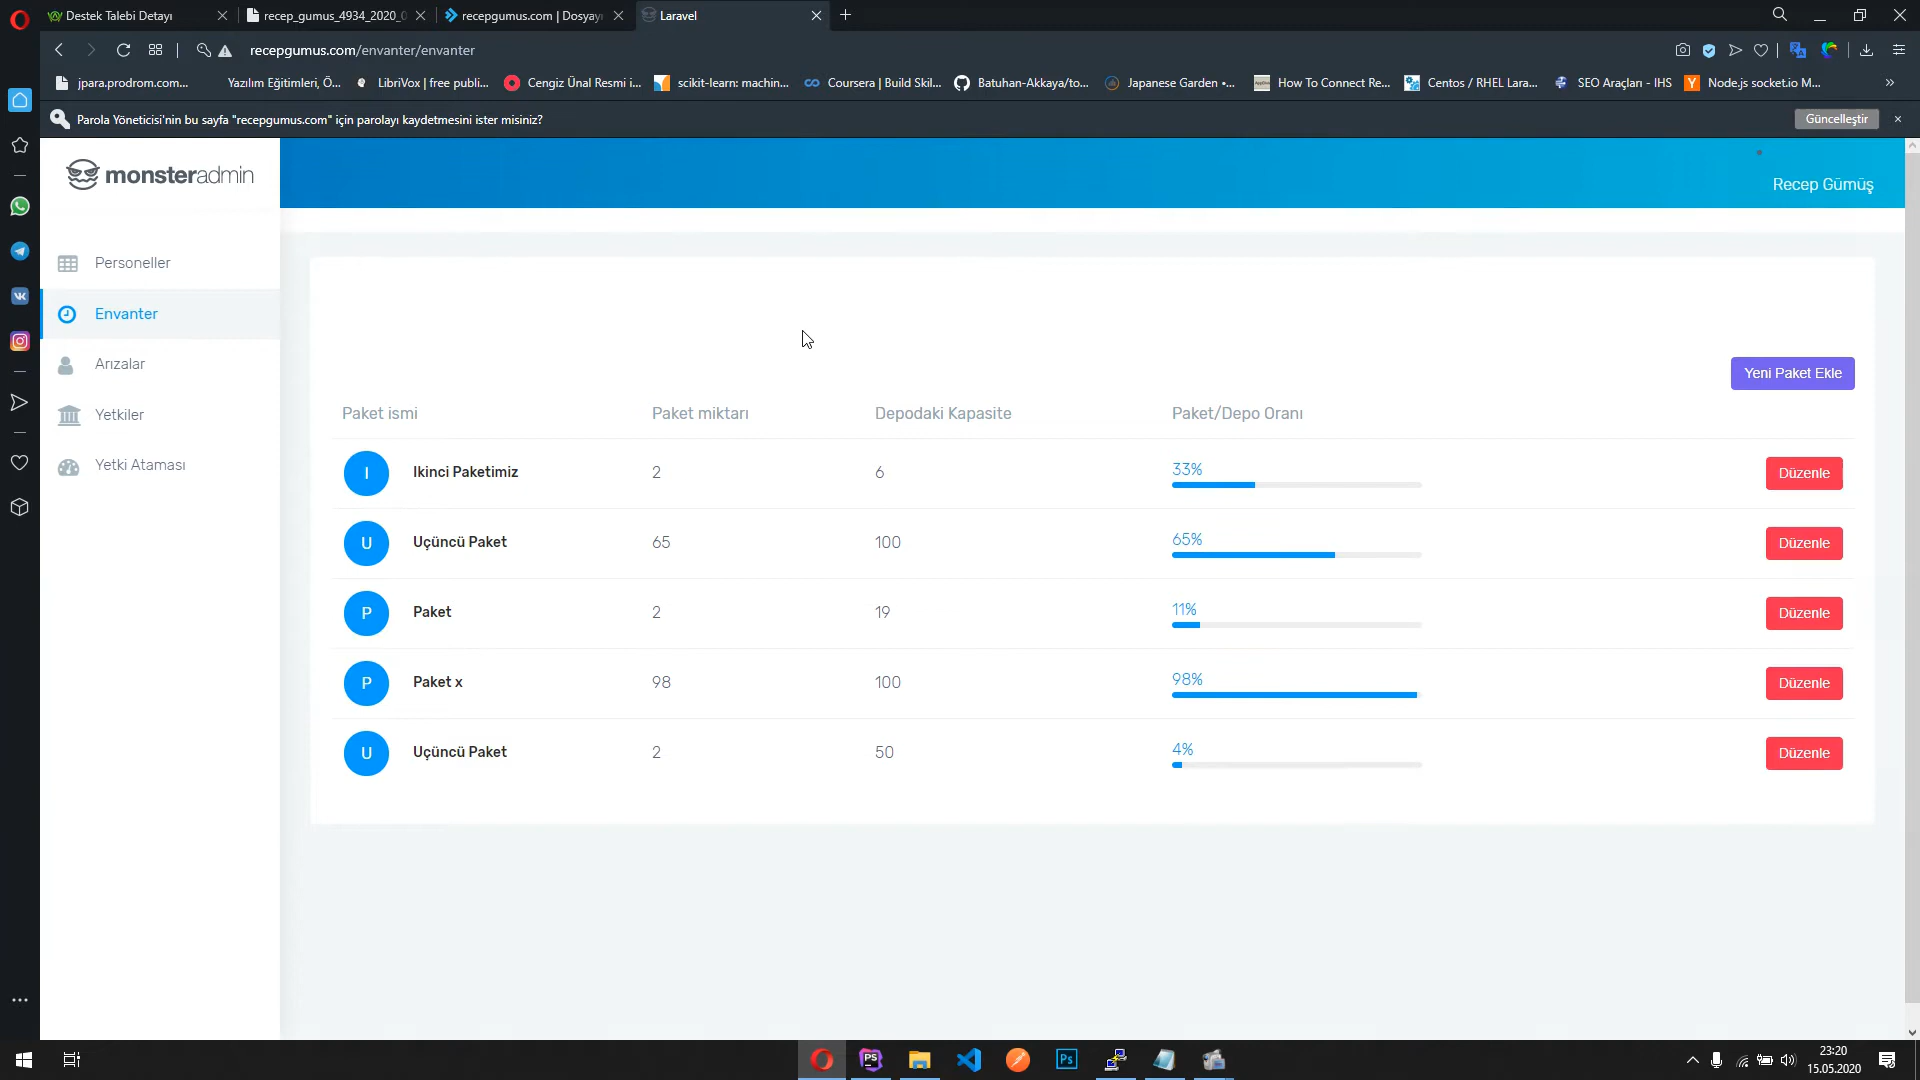 Destek Talebi Detayı
recep_gumus_4934_2020_0
recepgumus.com | Dosyay
Laravel
recepgumus.com/envanter/envanter
jpara.prodrom.com...
Yazılım Eğitimleri, Ö...
LibriVox | free publi...
Cengiz Ünal Resmi i...
scikit-learn: machin...
Coursera | Build Skil...
Batuhan-Akkaya/to...
Japanese Garden •...
How To Connect Re...
Centos / RHEL Lara...
SEO Araçları - IHS
Node.js socket.io M...
Parola Yöneticisi'nin bu sayfa "recepgumus.com" için parolayı kaydetmesini ister misiniz?
Güncelleştir
monsteradmin
Recep Gümüş
Personeller
Envanter
Arızalar
Yetkiler
Yetki Ataması
Yeni Paket Ekle
Paket ismi Paket miktarı Depodaki Kapasite Paket/Depo Oranı
I Ikinci Paketimiz 2 6 33% Düzenle
U Uçüncü Paket 65 100 65% Düzenle
P Paket 2 19 11% Düzenle
P Paket x 98 100 98% Düzenle
U Uçüncü Paket 2 50 4% Düzenle
PS
Ps
23:20
15.05.2020